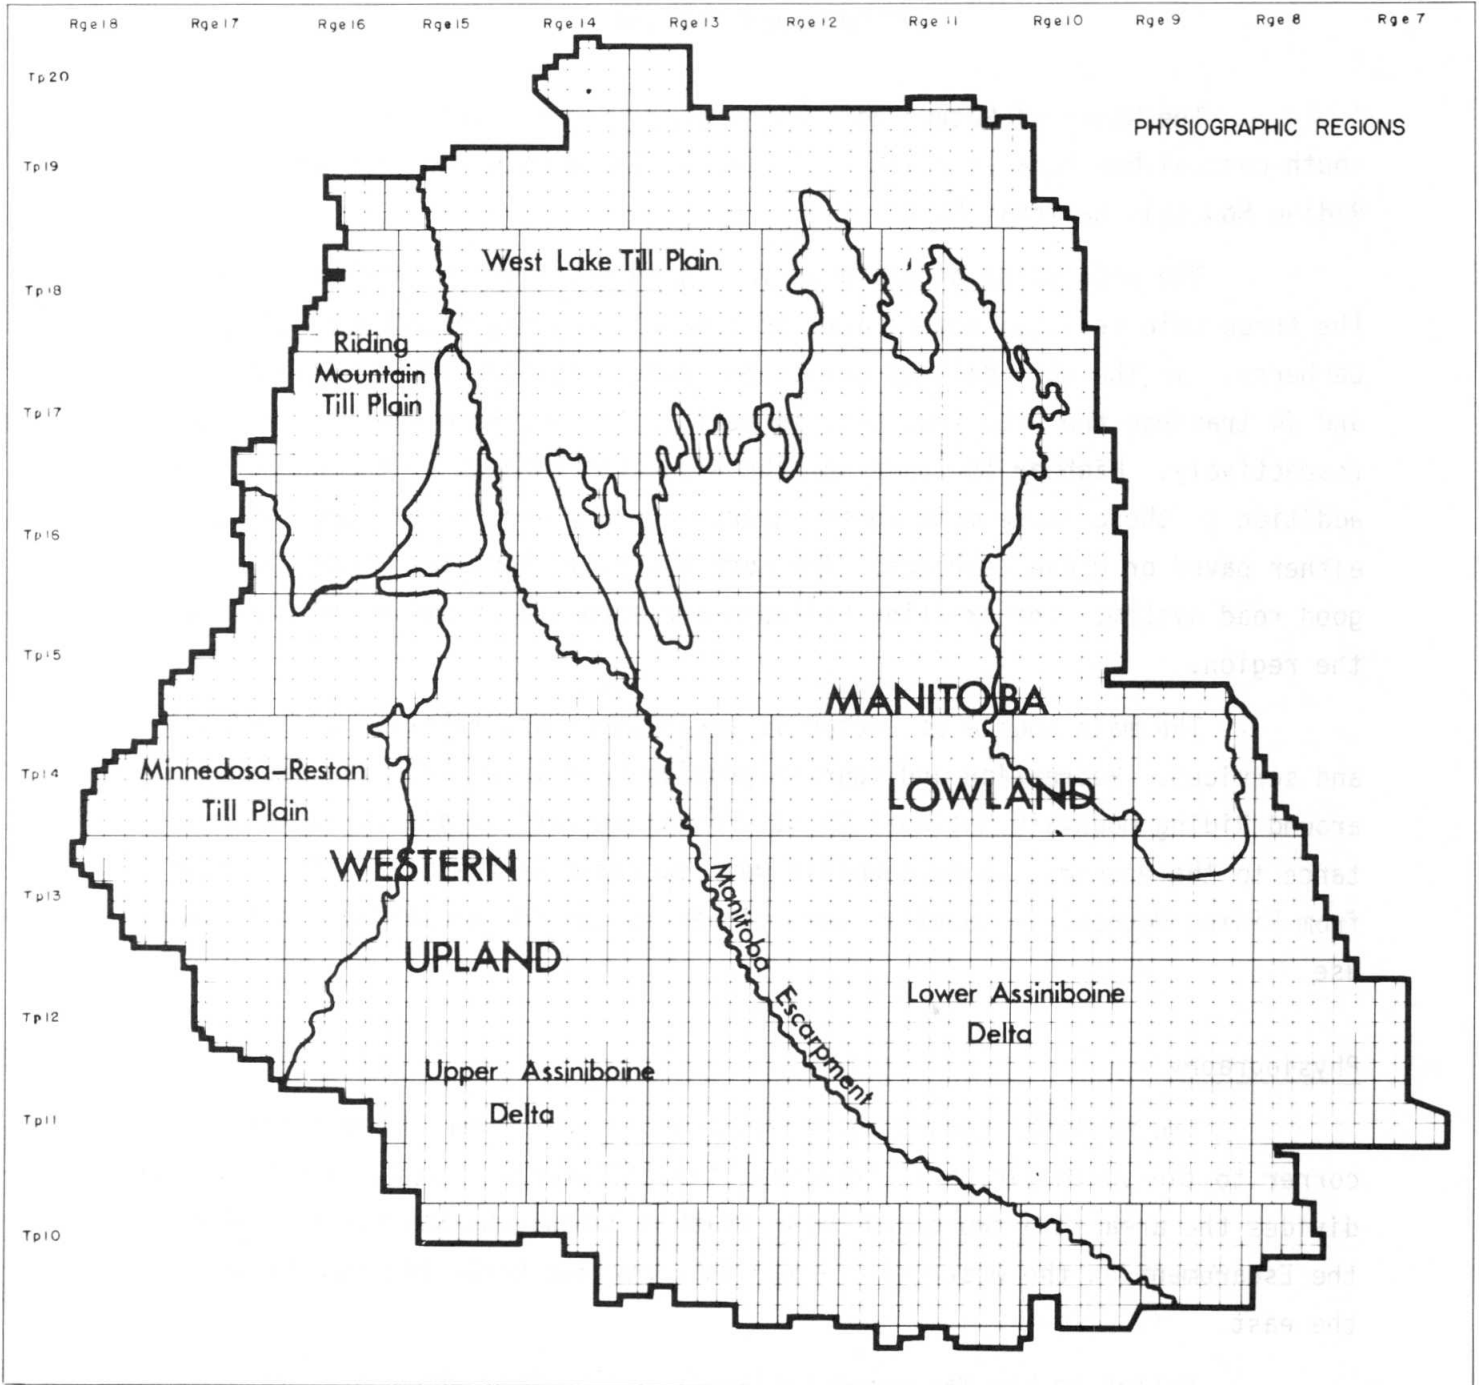 Rge 18 Rge 17 Rge 16 Rge 15 Rge 14 Rge 13 Rge 12 Rge 11 Rge 10 Rge 9 Rge 8 Rge 7
Tp 20
PHYSIOGRAPHIC REGIONS
Tp 19
West Lake Till Plain
Tp 18
Riding
Mountain
Till Plain
Tp 17
Tp 16
Tp 15
MANITOBA
LOWLAND
Tp 14
Minnedosa-Reston
Till Plain
WESTERN
UPLAND
Tp 13
Manitoba Escarpment
Lower Assiniboine
Delta
Tp 12
Upper Assiniboine
Delta
Tp 11
Tp 10